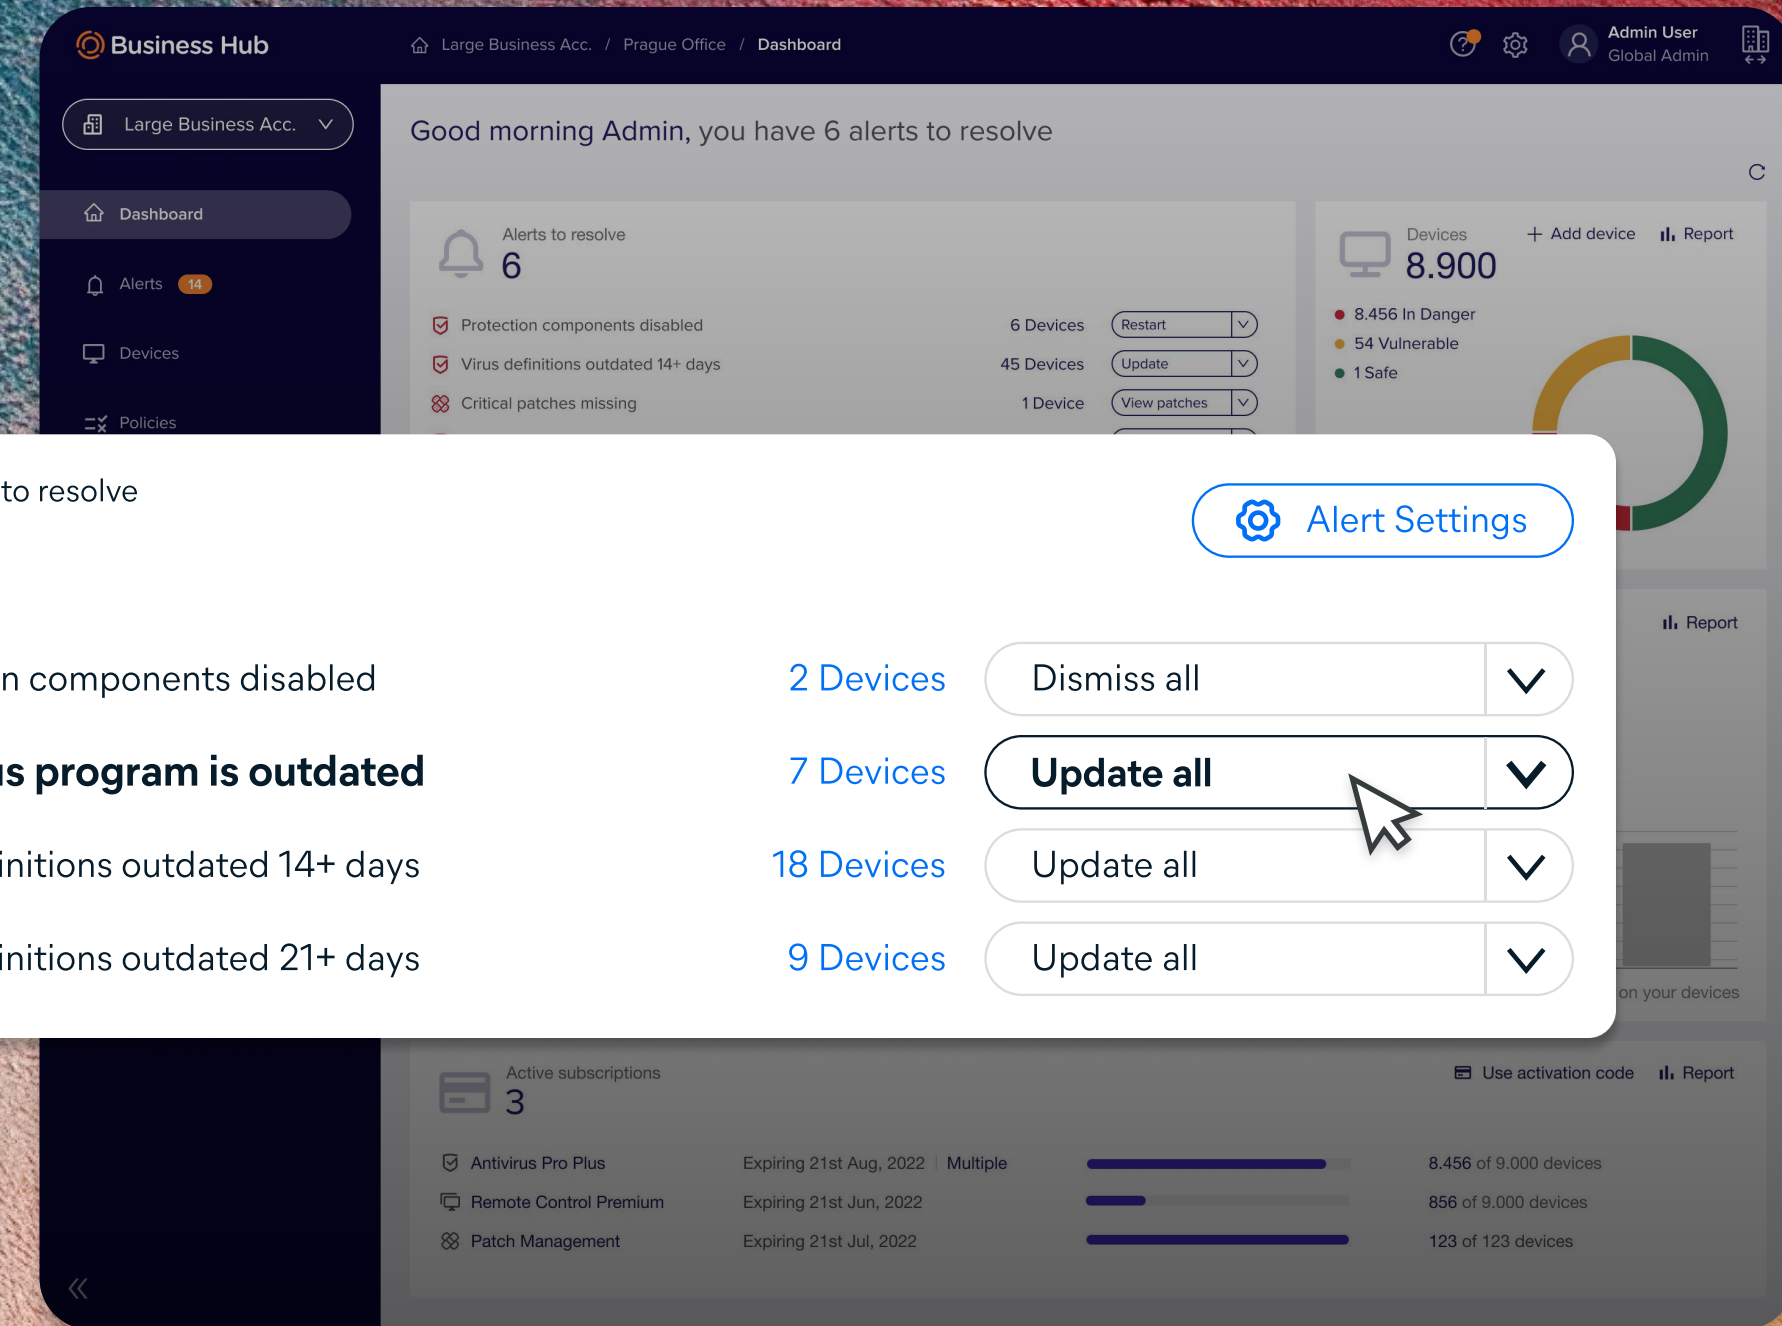 Business Hub
Large Business Acc. / Prague Office / Dashboard
Admin User
Global Admin
Large Business Acc.
Dashboard
Alerts 14
Devices
Policies
Good morning Admin, you have 6 alerts to resolve
Alerts to resolve
6
Protection components disabled 6 Devices Restart
Virus definitions outdated 14+ days 45 Devices Update
Critical patches missing 1 Device View patches
Devices
8.900
+ Add device Report
8.456 In Danger
54 Vulnerable
1 Safe
to resolve
Alert Settings
n components disabled 2 Devices Dismiss all
us program is outdated 7 Devices Update all
initions outdated 14+ days 18 Devices Update all
initions outdated 21+ days 9 Devices Update all
Report
on your devices
Active subscriptions
3
Use activation code Report
Antivirus Pro Plus Expiring 21st Aug, 2022 | Multiple 8.456 of 9.000 devices
Remote Control Premium Expiring 21st Jun, 2022 856 of 9.000 devices
Patch Management Expiring 21st Jul, 2022 123 of 123 devices